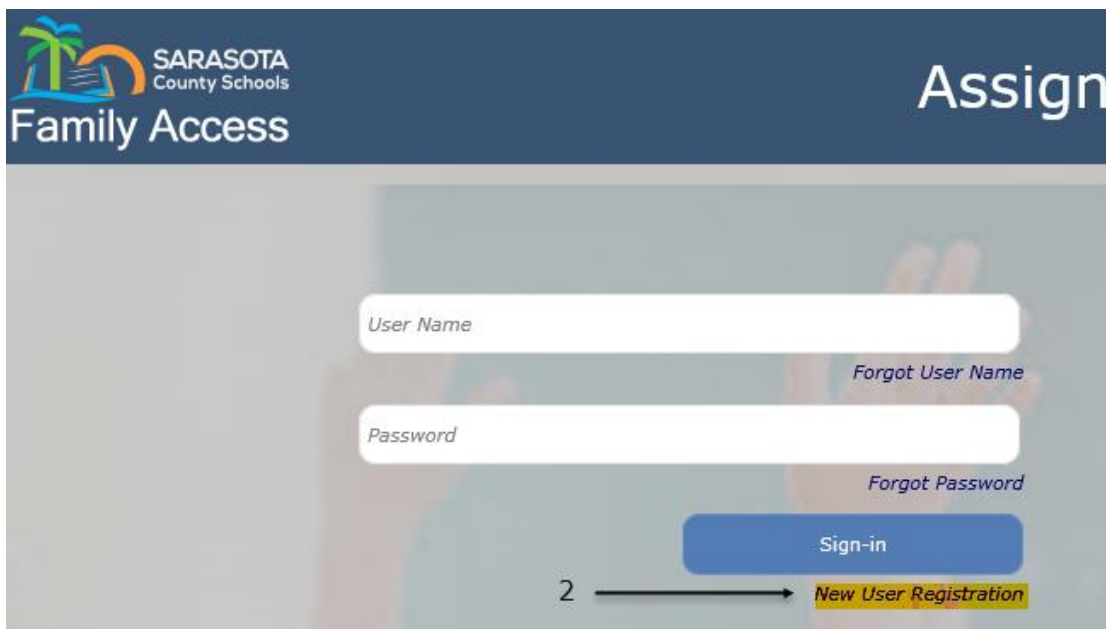 SARASOTA
County Schools
Family Access
Assign
User Name
Forgot User Name
Password
Forgot Password
Sign-in
2
New User Registration